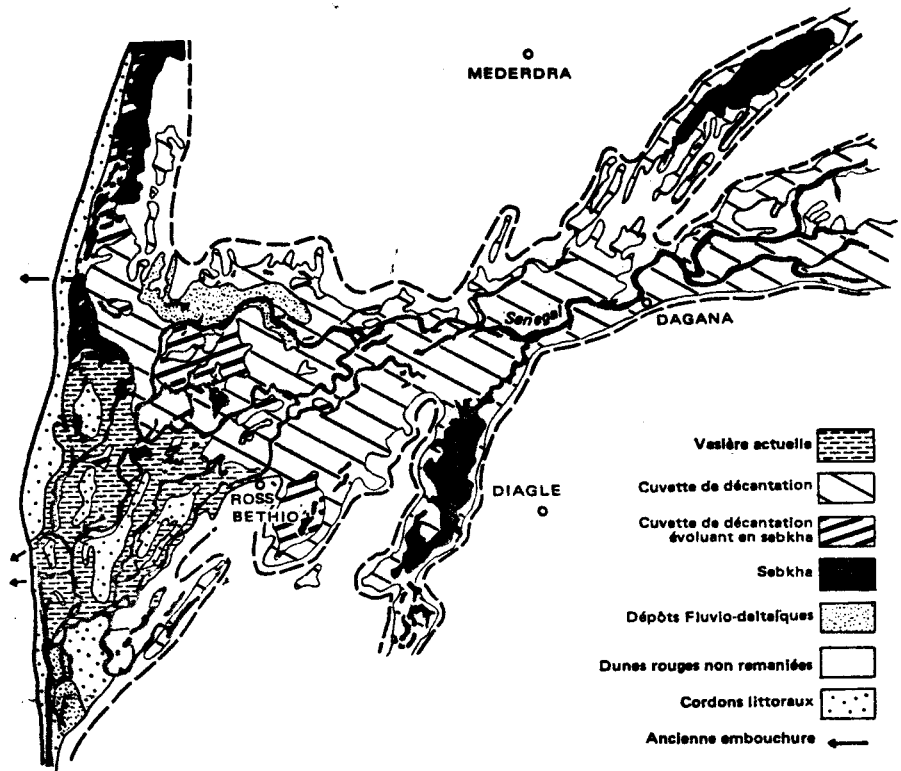 MEDERDRA
Senegal
DAGANA
ROSS
BETHIO
DIAGLE
Vasière actuelle
Cuvette de décantation
Cuvette de décantation
évoluant en sebkha
Sebkha
Dépôts Fluvio-deltaïques
Dunes rouges non remaniées
Cordons littoraux
Ancienne embouchure